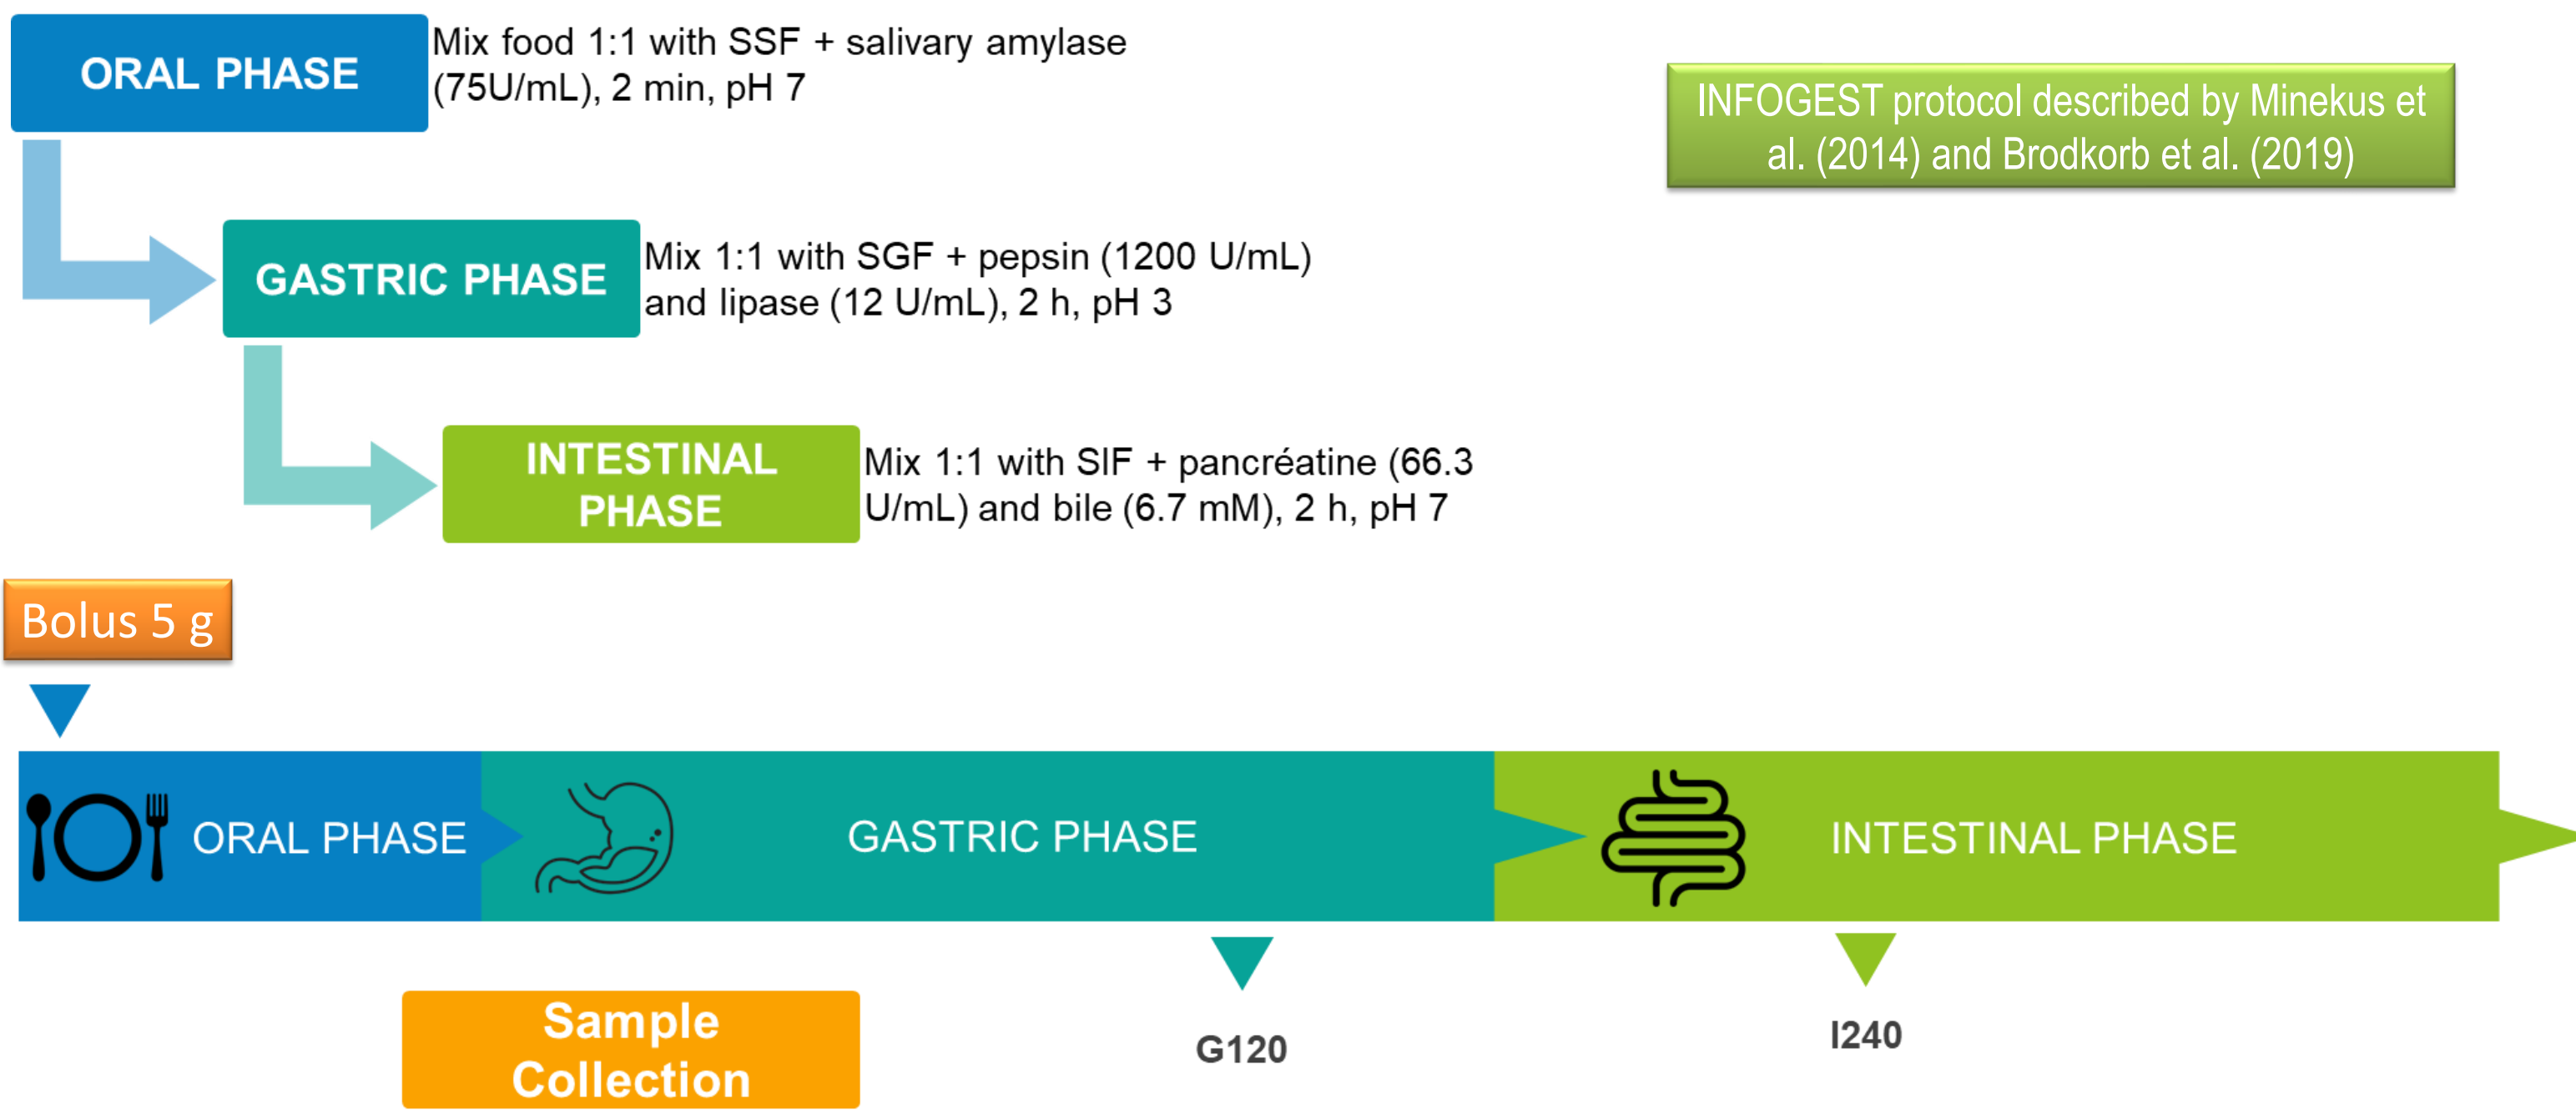 ORAL PHASE
Mix food 1:1 with SSF + salivary amylase
(75U/mL), 2 min, pH 7
INFOGEST protocol described by Minekus et
al. (2014) and Brodkorb et al. (2019)
GASTRIC PHASE
Mix 1:1 with SGF + pepsin (1200 U/mL)
and lipase (12 U/mL), 2 h, pH 3
INTESTINAL
PHASE
Mix 1:1 with SIF + pancréatine (66.3
U/mL) and bile (6.7 mM), 2 h, pH 7
Bolus 5 g
ORAL PHASE
GASTRIC PHASE
INTESTINAL PHASE
Sample
Collection
G120
I240